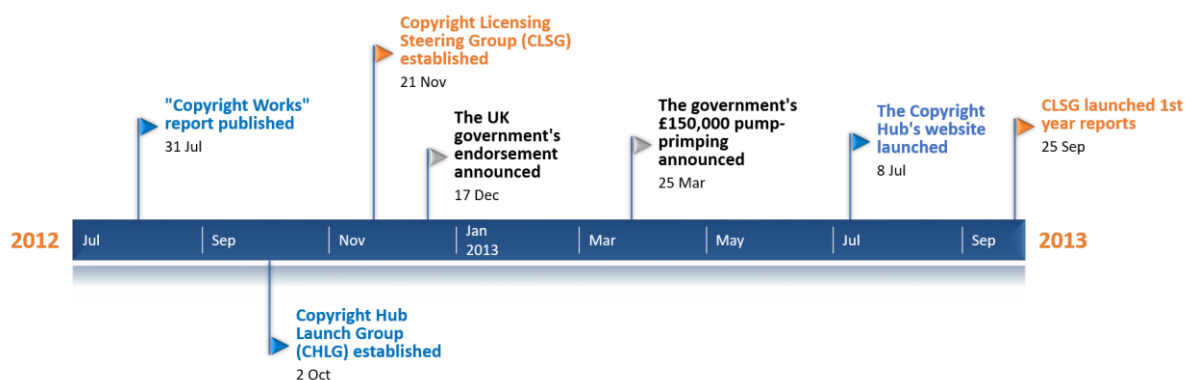 Copyright Licensing
Steering Group (CLSG)
established
21 Nov
"Copyright Works"
report published
31 Jul
The UK
government's
endorsement
announced
17 Dec
The government's
£150,000 pump-
priming
announced
25 Mar
The Copyright
Hub's website
launched
8 Jul
CLSG launched 1st
year reports
25 Sep
2012
Jul
Sep
Nov
Jan
2013
Mar
May
Jul
Sep
2013
Copyright Hub
Launch Group
(CHLG) established
2 Oct